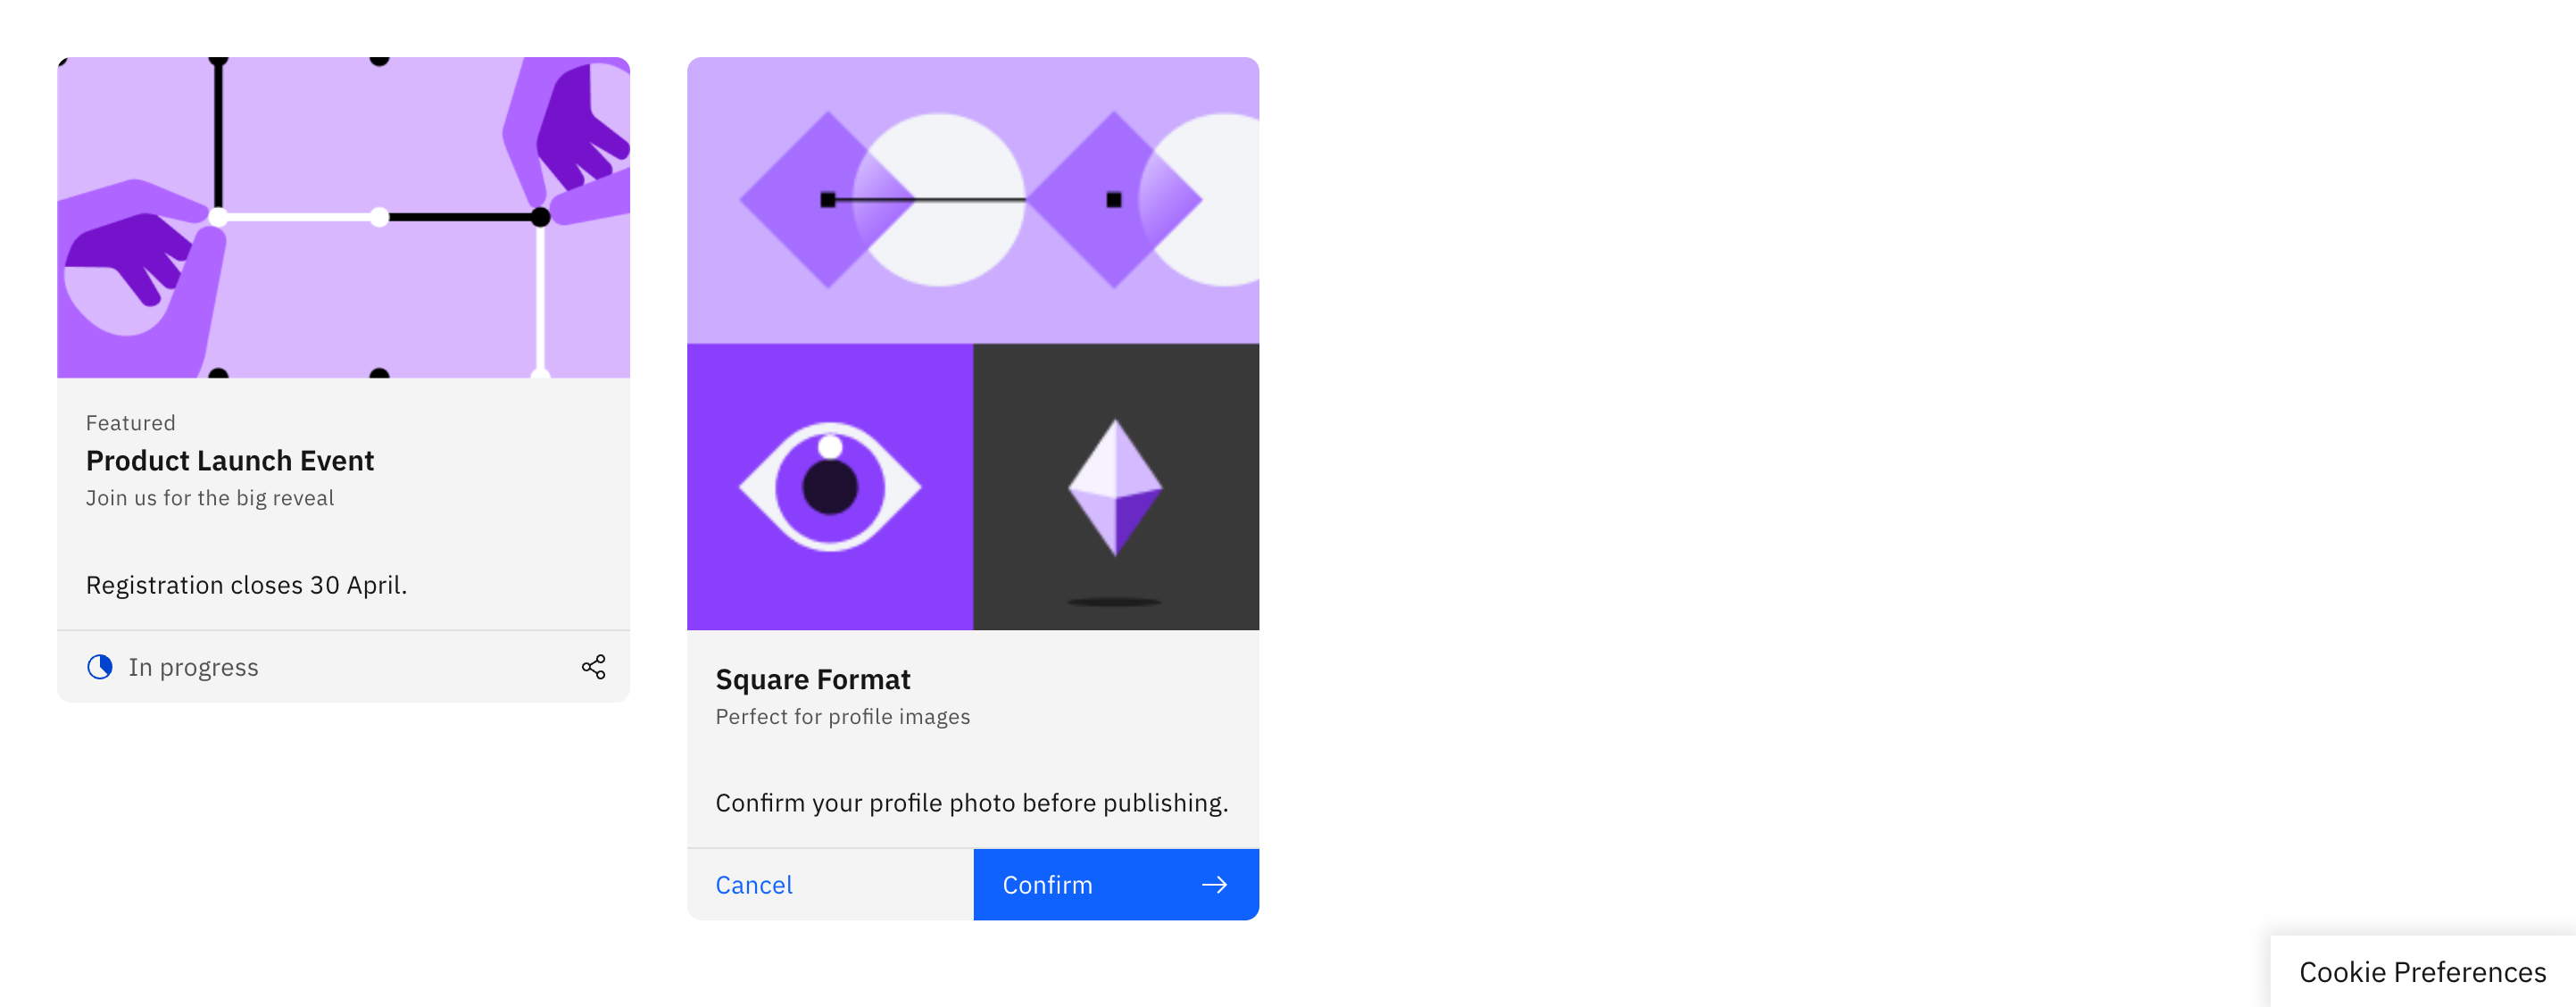 Featured
Product Launch Event
Join us for the big reveal
Registration closes 30 April.
In progress
Square Format
Perfect for profile images
Confirm your profile photo before publishing.
Cancel
Confirm
Cookie Preferences